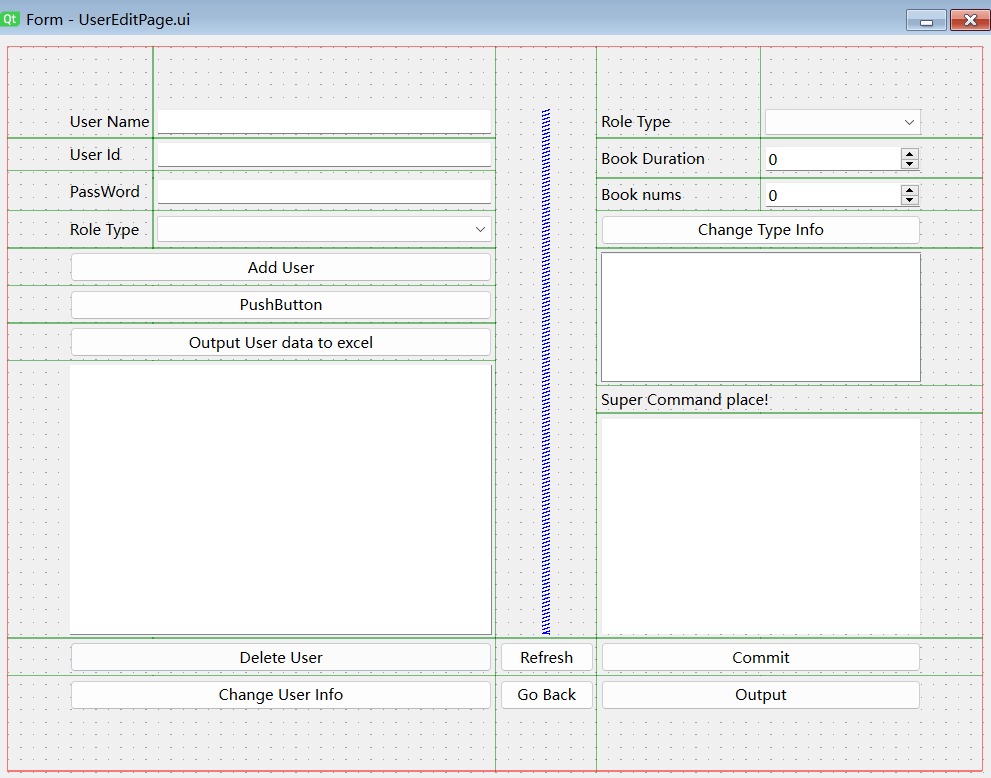 Qt Form - UserEditPage.ui
User Name
User Id
PassWord
Role Type
Add User
PushButton
Output User data to excel
Delete User
Change User Info
Refresh
Go Back
Role Type
Book Duration
0
Book nums
0
Change Type Info
Super Command place!
Commit
Output